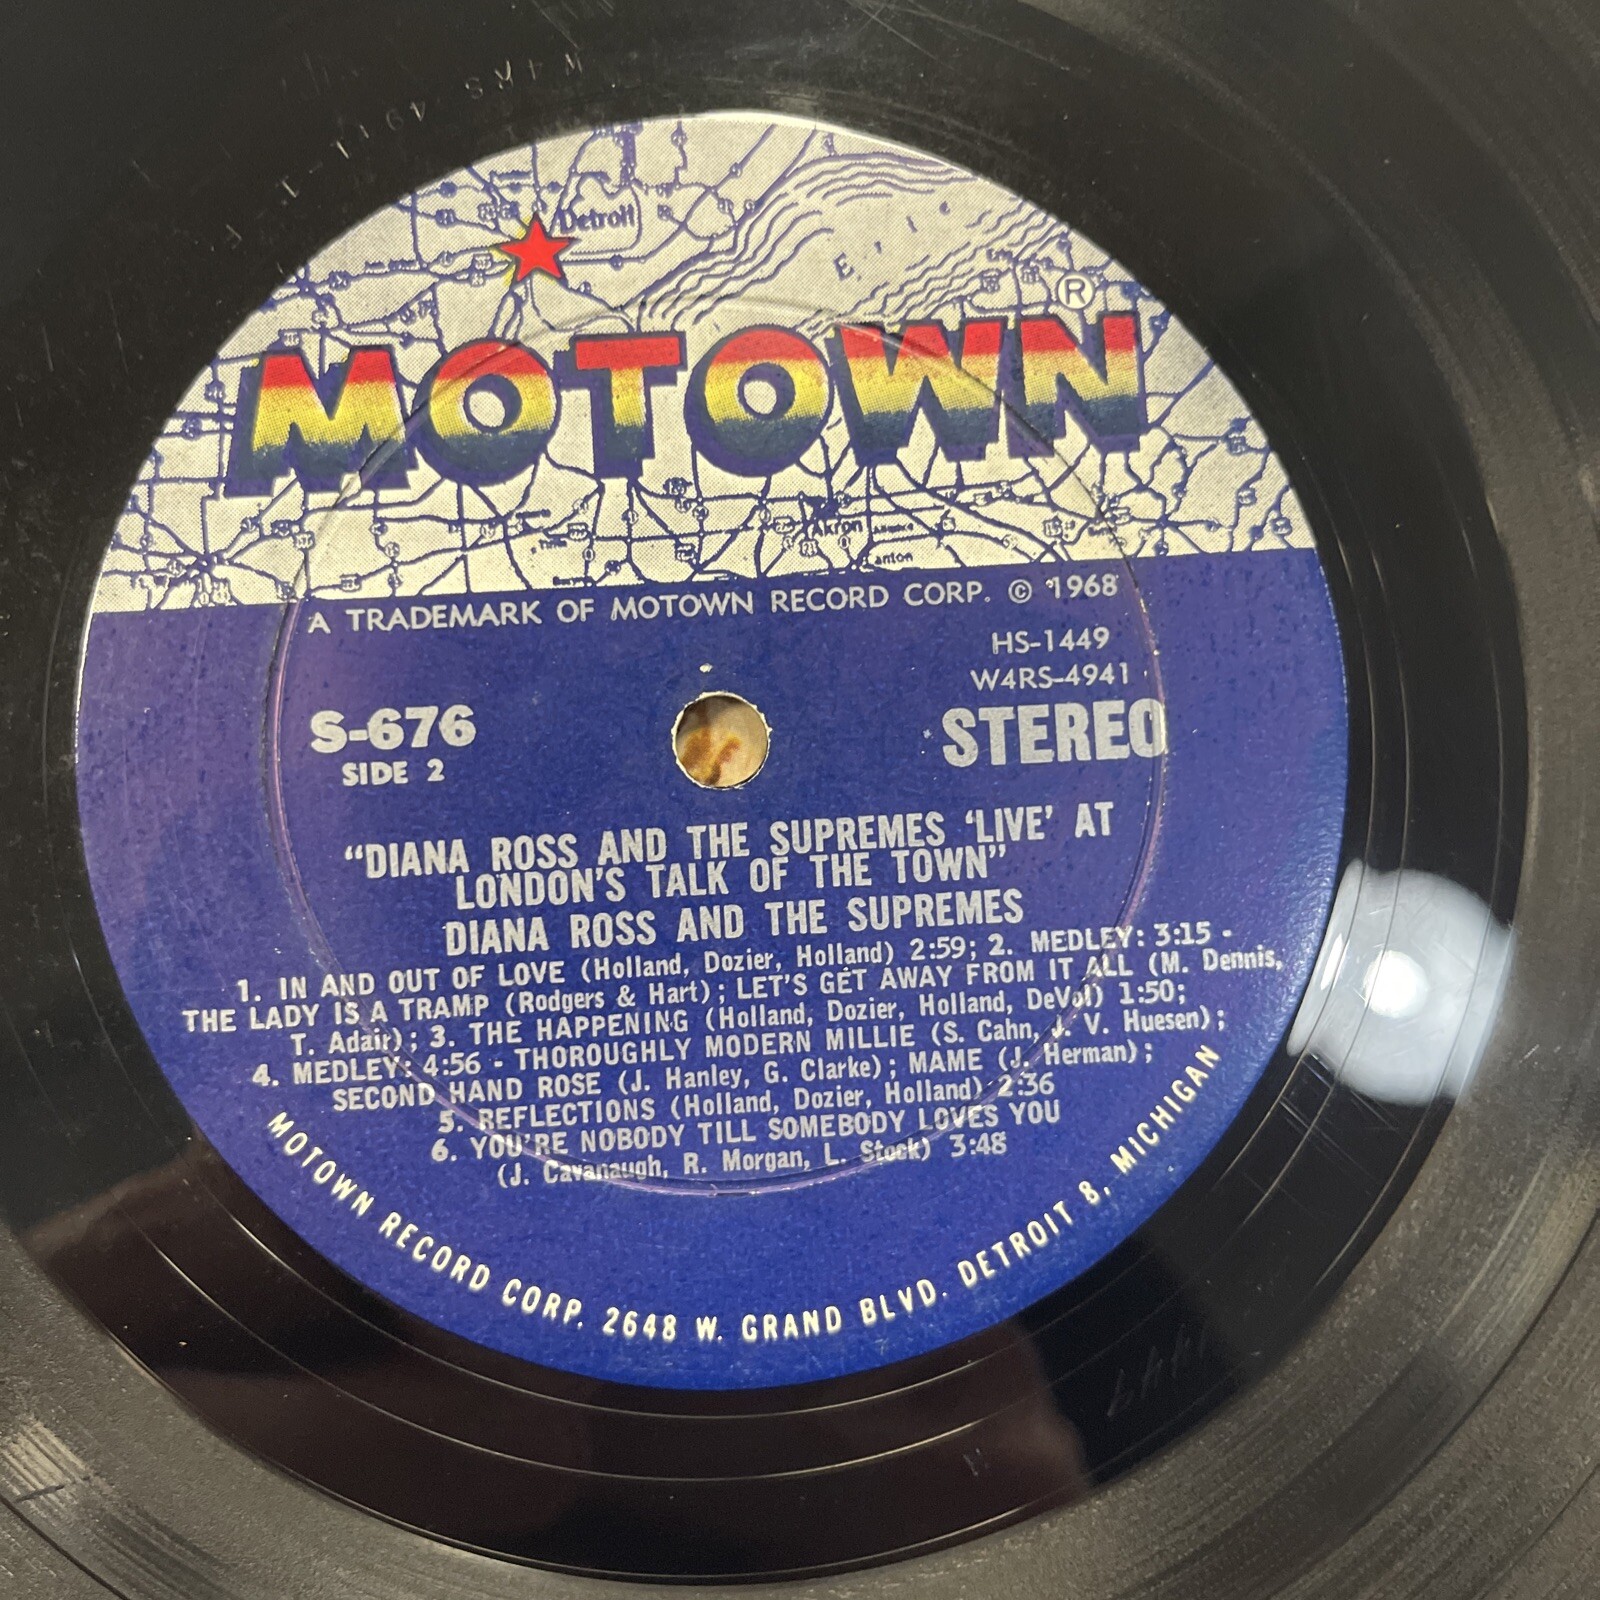 W4RS 4941
Detroit
Erie
®
MOTOWN
Akron
anton
A TRADEMARK OF MOTOWN RECORD CORP. © 1968
HS-1449
W4RS-4941
S-676
SIDE 2
STEREO
“DIANA ROSS AND THE SUPREMES ‘LIVE’ AT
LONDON’S TALK OF THE TOWN”
DIANA ROSS AND THE SUPREMES
1. IN AND OUT OF LOVE (Holland, Dozier, Holland) 2:59; 2. MEDLEY: 3:15 -
THE LADY IS A TRAMP (Rodgers & Hart); LET'S GET AWAY FROM IT ALL (M. Dennis,
T. Adair); 3. THE HAPPENING (Holland, Dozier, Holland, DeVol) 1:50;
4. MEDLEY: 4:56 - THOROUGHLY MODERN MILLIE (S. Cahn, J. V. Huesen);
SECOND HAND ROSE (J. Hanley, G. Clarke); MAME (J. Herman);
5. REFLECTIONS (Holland, Dozier, Holland) 2:36
6. YOU'RE NOBODY TILL SOMEBODY LOVES YOU
(J. Cavanaugh, R. Morgan, L. Stock) 3:48
MOTOWN RECORD CORP. 2648 W. GRAND BLVD. DETROIT 8, MICHIGAN